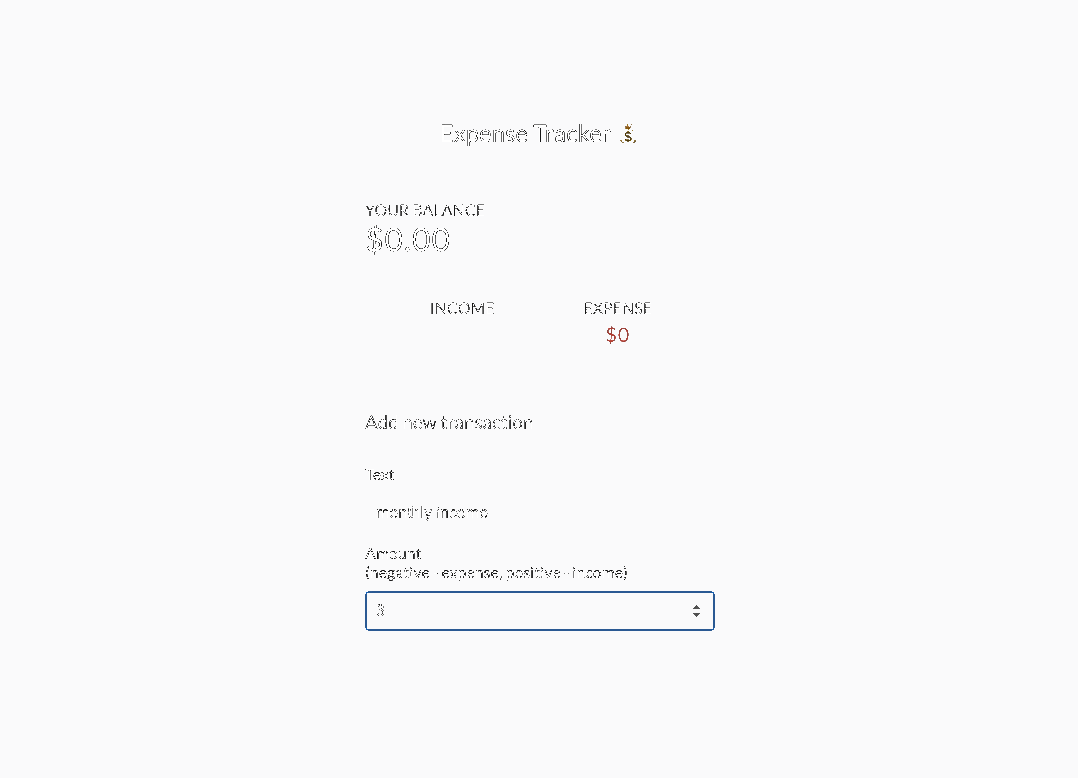 Expense Tracker 💰
YOUR BALANCE
$0.00
INCOME EXPENSE
$0
Add new transaction
Text
monthly income
Amount
(negative - expense, positive - income)
3